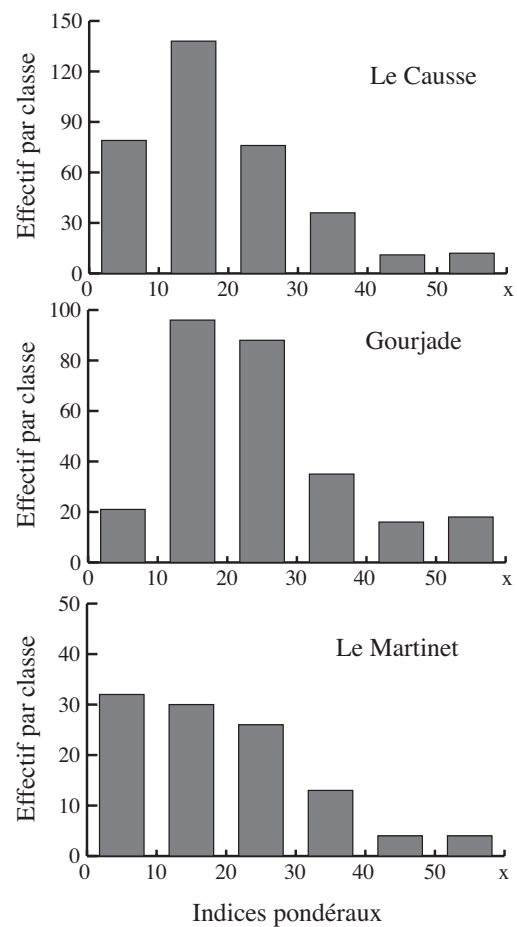 150
Le Causse
120
Effectif par classe
90
60
30
0
0 10 20 30 40 50 x
100
Gourjade
80
Effectif par classe
60
40
20
0
0 10 20 30 40 50 x
50
Le Martinet
40
Effectif par classe
30
20
10
0
0 10 20 30 40 50 x
Indices pondéraux